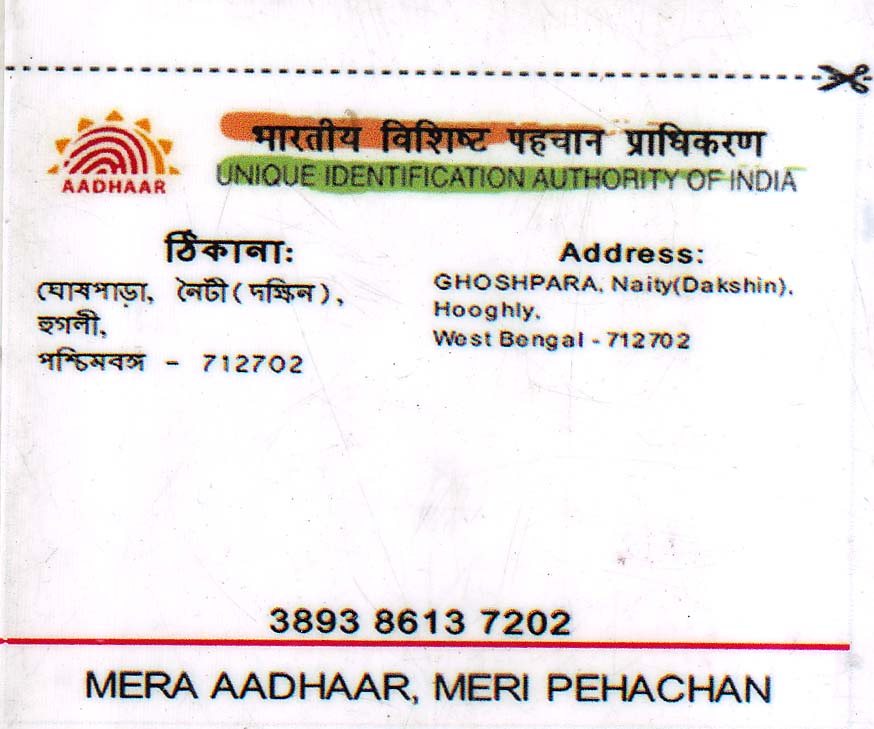 भारतीय विशिष्ट पहचान प्राधिकरण
AADHAAR
UNIQUE IDENTIFICATION AUTHORITY OF INDIA
ঠিকানা:
ঘোষপাড়া, নৈটী(দক্ষিন),
হুগলী,
পশ্চিমবঙ্গ - 712702
Address:
GHOSHPARA, Naity(Dakshin),
Hooghly,
West Bengal - 712702
3893 8613 7202
MERA AADHAAR, MERI PEHACHAN